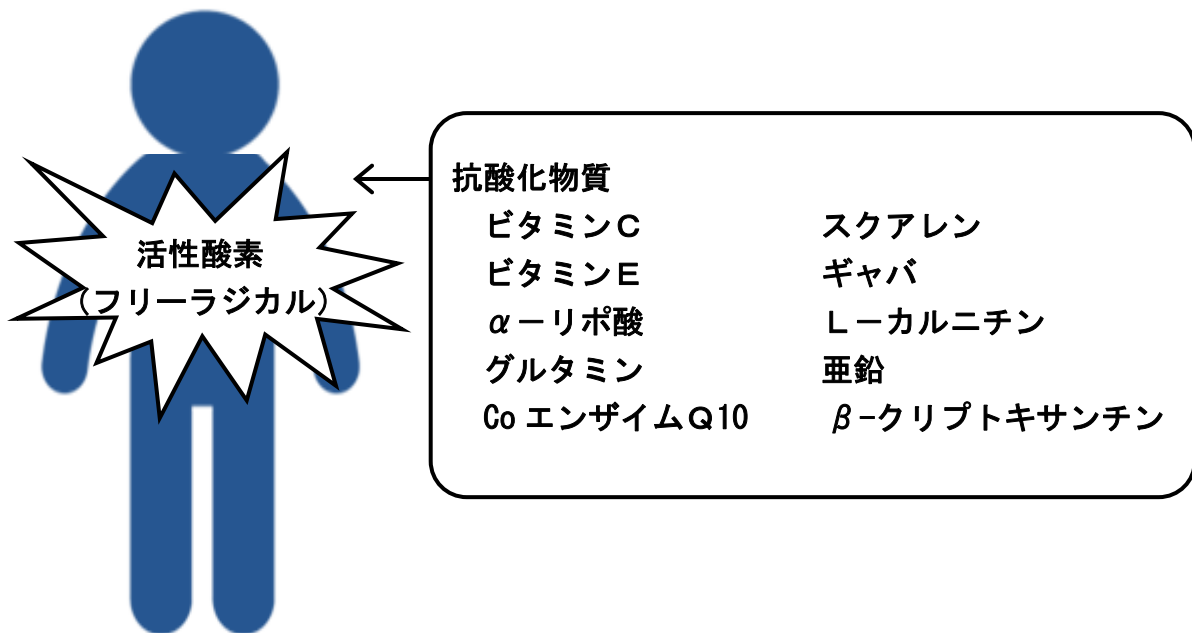 活性酸素
(フリーラジカル)
抗酸化物質
ビタミンC
ビタミンE
α－リポ酸
グルタミン
CoエンザイムQ10
スクアレン
ギャバ
L－カルニチン
亜鉛
β-クリプトキサンチン